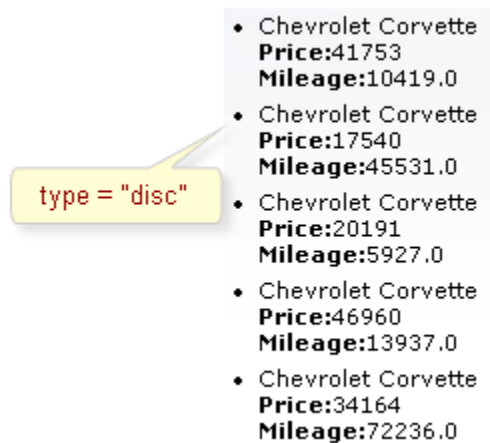 • Chevrolet Corvette
Price:41753
Mileage:10419.0
• Chevrolet Corvette
Price:17540
Mileage:45531.0
type = "disc"
• Chevrolet Corvette
Price:20191
Mileage:5927.0
• Chevrolet Corvette
Price:46960
Mileage:13937.0
• Chevrolet Corvette
Price:34164
Mileage:72236.0